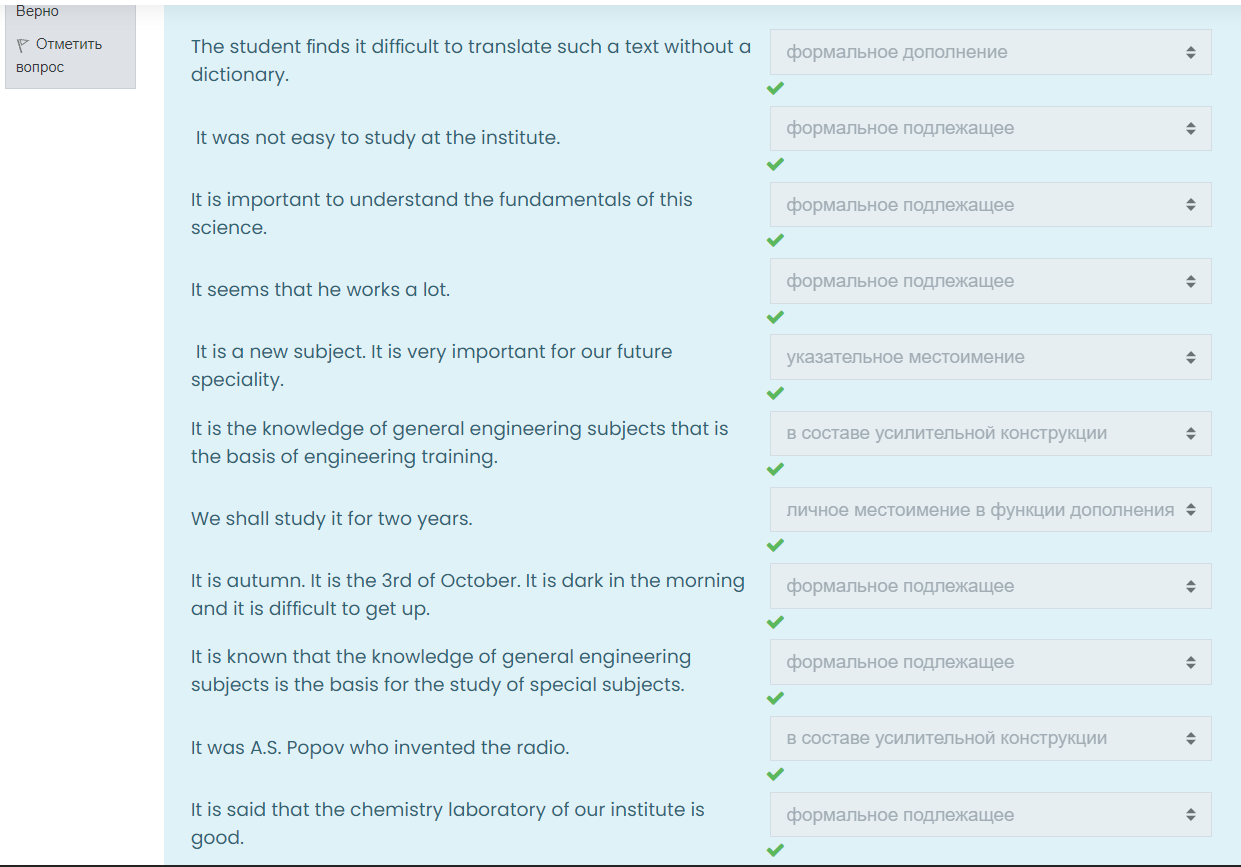 Верно
Отметить
вопрос
The student finds it difficult to translate such a text without a
dictionary.
формальное дополнение
It was not easy to study at the institute.
формальное подлежащее
It is important to understand the fundamentals of this
science.
формальное подлежащее
It seems that he works a lot.
формальное подлежащее
It is a new subject. It is very important for our future
speciality.
указательное местоимение
It is the knowledge of general engineering subjects that is
the basis of engineering training.
в составе усилительной конструкции
We shall study it for two years.
личное местоимение в функции дополнения
It is autumn. It is the 3rd of October. It is dark in the morning
and it is difficult to get up.
формальное подлежащее
It is known that the knowledge of general engineering
subjects is the basis for the study of special subjects.
формальное подлежащее
It was A.S. Popov who invented the radio.
в составе усилительной конструкции
It is said that the chemistry laboratory of our institute is
good.
формальное подлежащее